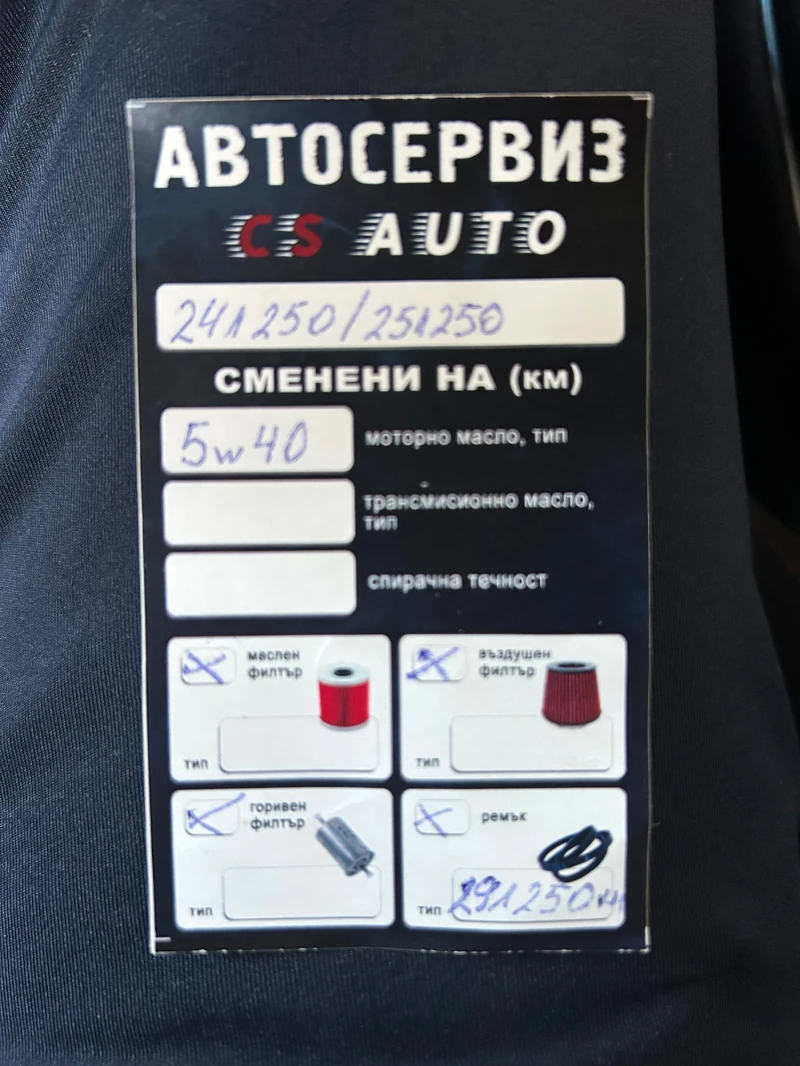 АВТОСЕРВИЗ
CS AUTO
241250/251250
СМЕНЕНИ НА (км)
5w40 моторно масло, тип
трансмисионно масло,
тип
спирачна течност
маслен
филтър
тип
въздушен
филтър
тип
горивен
филтър
тип
ремък
тип 291250км